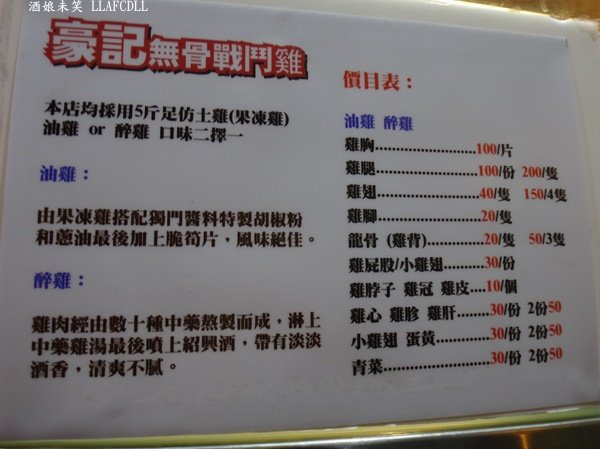 酒娘未笑 LLAFCDLL
豪記無骨戰鬥雞
本店均採用5斤足仿土雞(果凍雞)
油雞 or 醉雞 口味二擇一
油雞：
由果凍雞搭配獨門醬料特製胡椒粉
和蔥油最後加上脆筍片，風味絕佳。
醉雞：
雞肉經由數十種中藥熬製而成，淋上
中藥雞湯最後噴上紹興酒，帶有淡淡
酒香，清爽不膩。
價目表：
油雞 醉雞
雞胸........................100/片
雞腿........................100/份 200/隻
雞翅........................40/隻 150/4隻
雞腳........................20/隻
龍骨 (雞背)..............20/隻 50/3隻
雞屁股/小雞翅.........30/份
雞脖子 雞冠 雞皮.....10/個
雞心 雞胗 雞肝........30/份 2份50
小雞翅 蛋黃.............30/份 2份50
青菜........................30/份 2份50